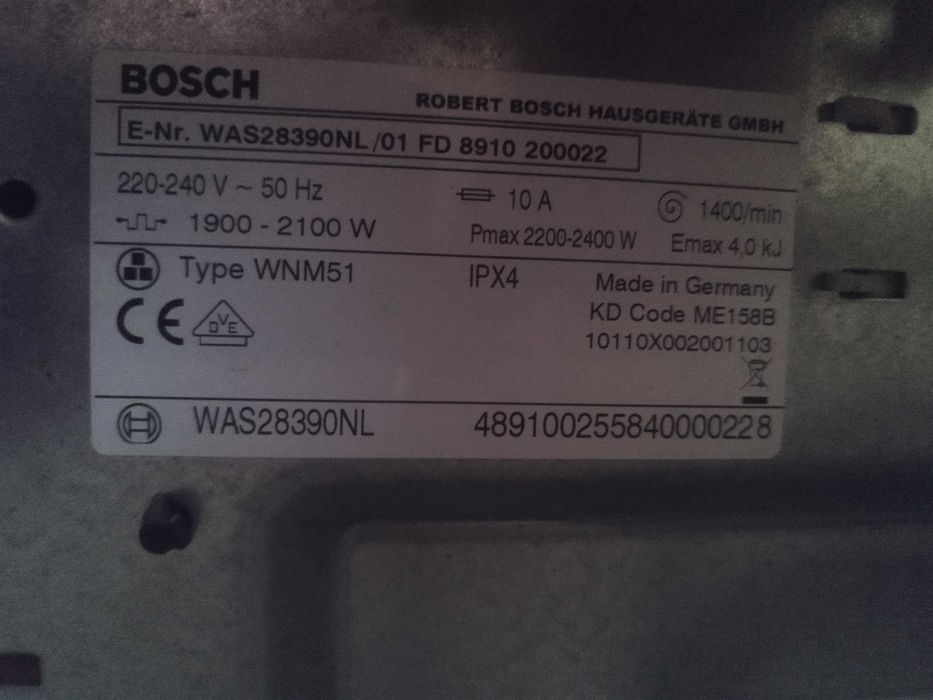 BOSCH
ROBERT BOSCH HAUSGERÄTE GMBH
E-Nr. WAS28390NL /01 FD 8910 200022
220-240 V ~ 50 Hz 10 A 1400/min
1900 - 2100 W Pmax 2200-2400 W Emax 4,0 kJ
Type WNM51 IPX4 Made in Germany
KD Code ME158B
CE DVE 10110X002001103
WAS28390NL 489100255840000228